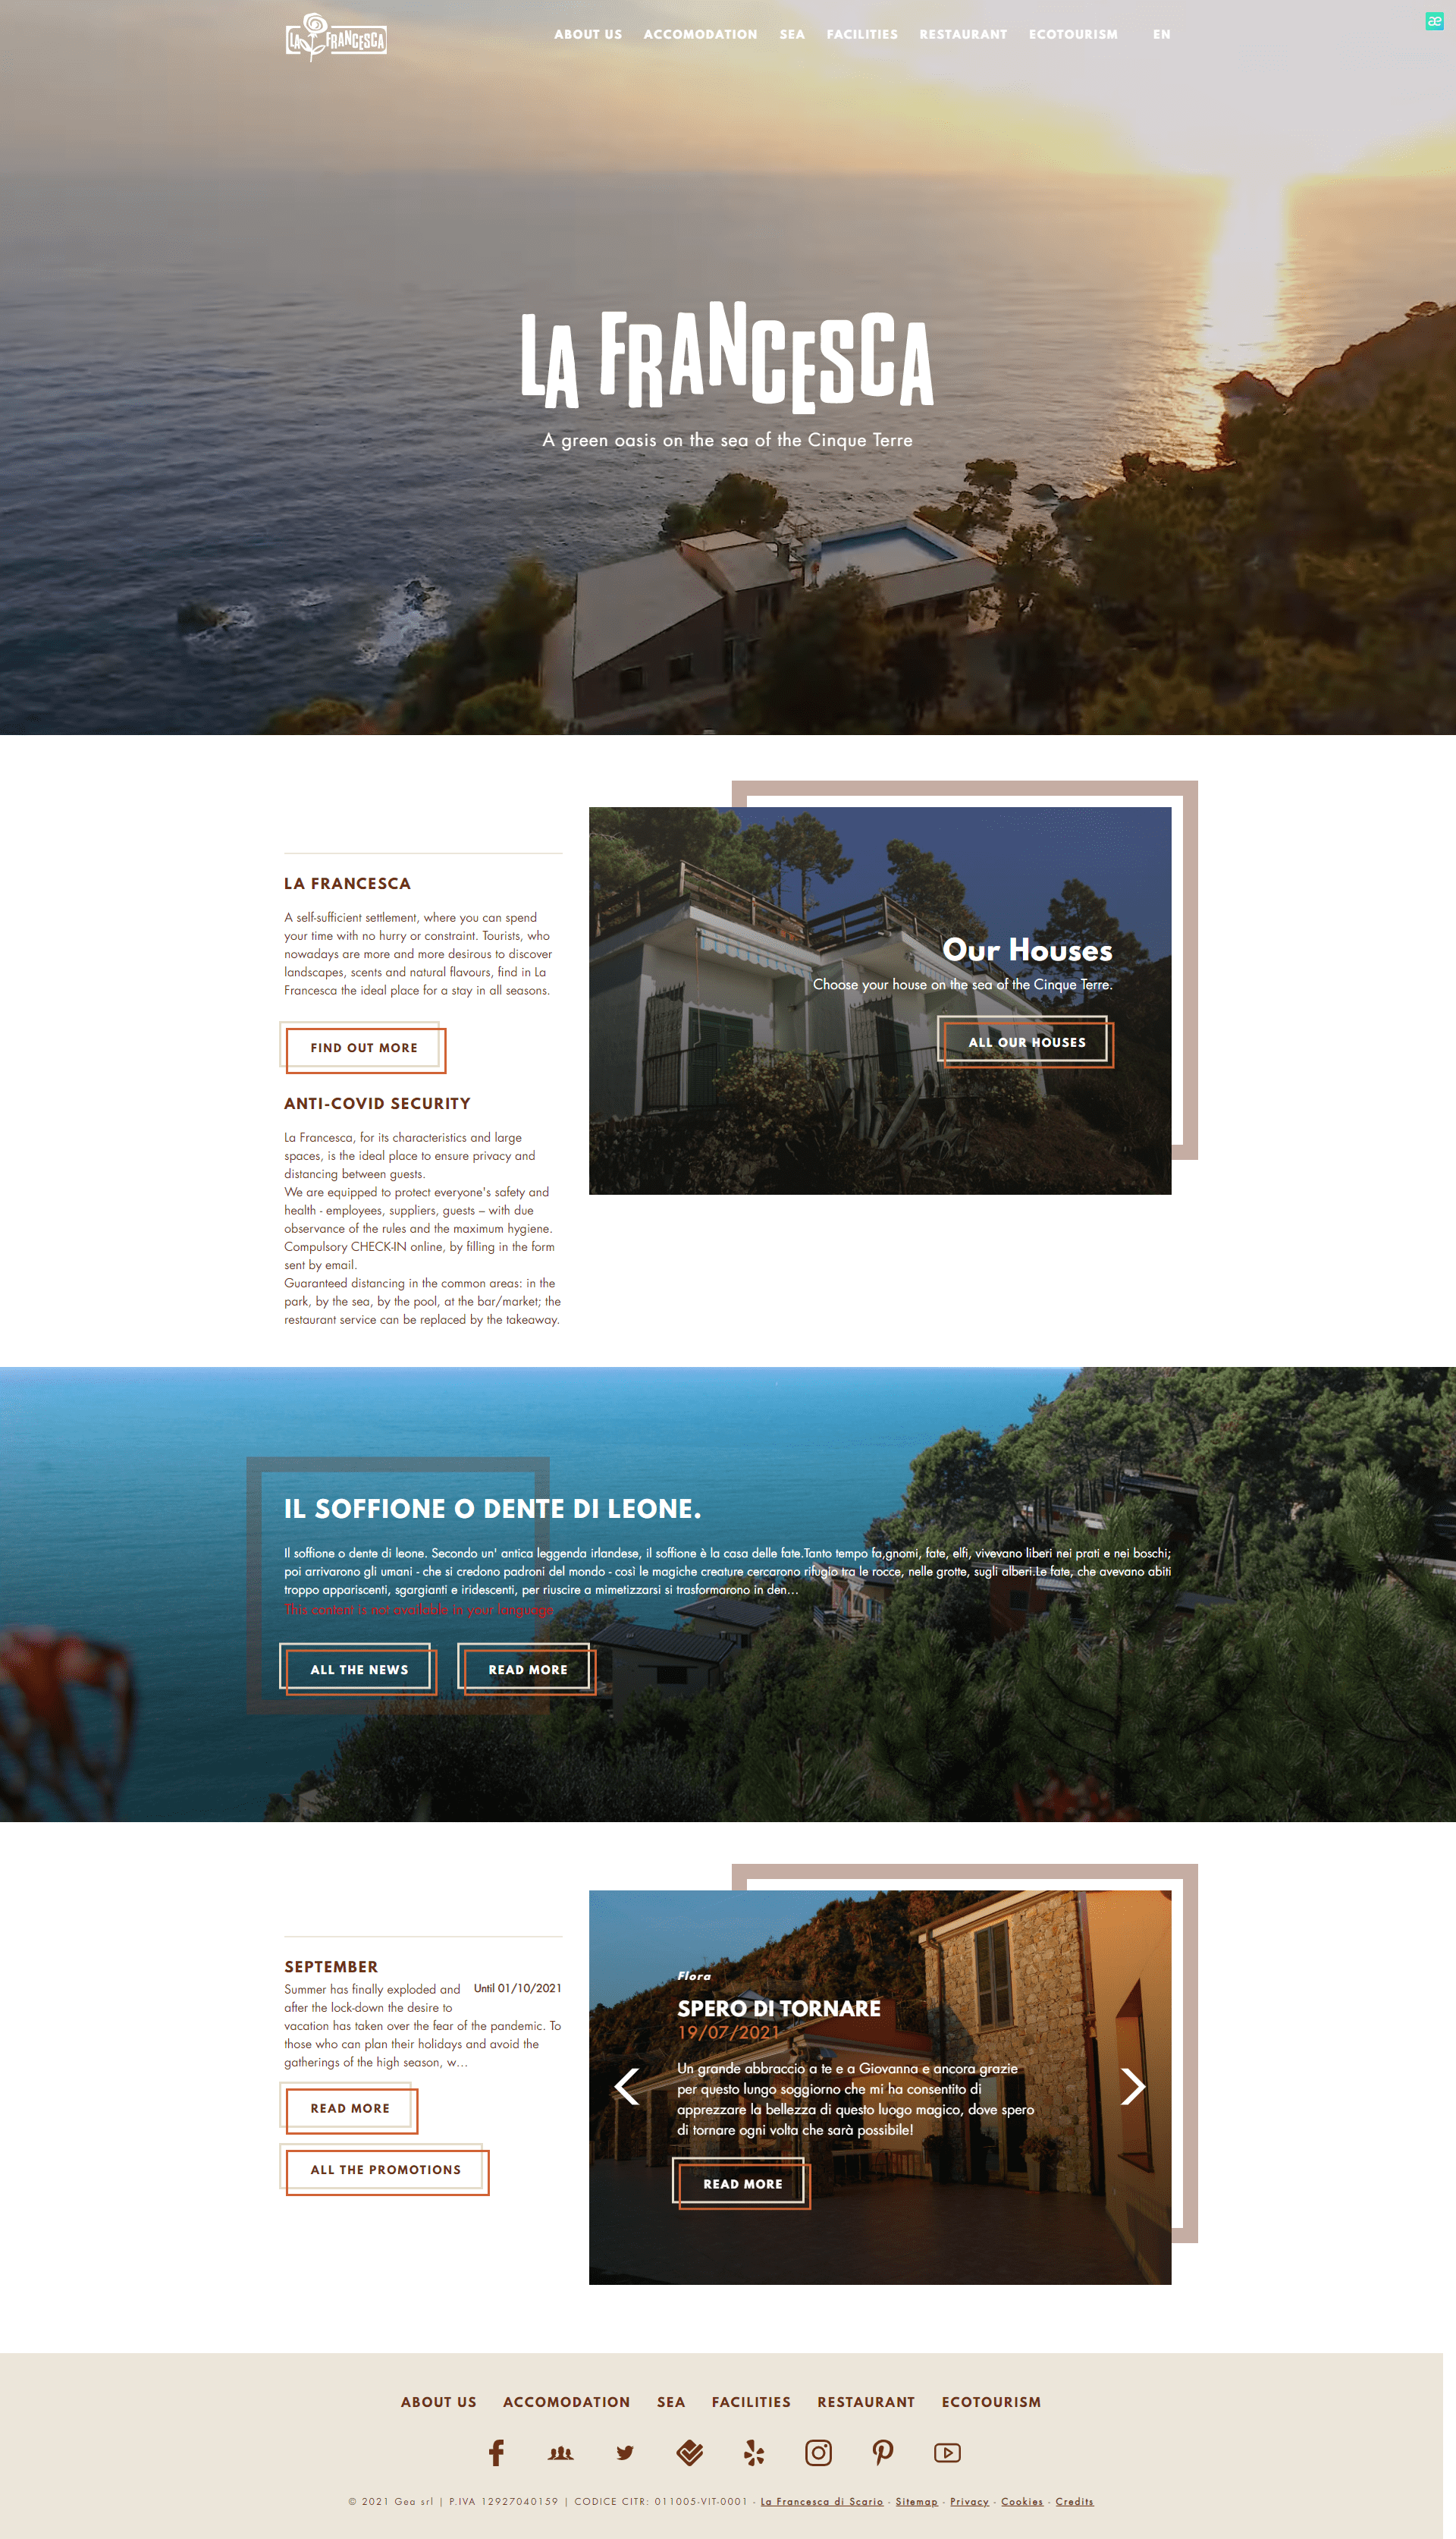 LA FRANCESCA
ABOUT US ACCOMODATION SEA FACILITIES RESTAURANT ECOTOURISM EN
æ
LA FRANCESCA
A green oasis on the sea of the Cinque Terre
LA FRANCESCA
A self-sufficient settlement, where you can spend
your time with no hurry or constraint. Tourists, who
nowadays are more and more desirous to discover
landscapes, scents and natural flavours, find in La
Francesca the ideal place for a stay in all seasons.
FIND OUT MORE
ANTI-COVID SECURITY
La Francesca, for its characteristics and large
spaces, is the ideal place to ensure privacy and
distancing between guests.
We are equipped to protect everyone's safety and
health - employees, suppliers, guests – with due
observance of the rules and the maximum hygiene.
Compulsory CHECK-IN online, by filling in the form
sent by email.
Guaranteed distancing in the common areas: in the
park, by the sea, by the pool, at the bar/market; the
restaurant service can be replaced by the takeaway.
Our Houses
Choose your house on the sea of the Cinque Terre.
ALL OUR HOUSES
IL SOFFIONE O DENTE DI LEONE.
Il soffione o dente di leone. Secondo un' antica leggenda irlandese, il soffione è la casa delle fate.Tanto tempo fa,gnomi, fate, elfi, vivevano liberi nei prati e nei boschi;
poi arrivarono gli umani - che si credono padroni del mondo - così le magiche creature cercarono rifugio tra le rocce, nelle grotte, sugli alberi.Le fate, che avevano abiti
troppo appariscenti, sgargianti e iridescenti, per riuscire a mimetizzarsi si trasformarono in den...
This content is not available in your language
ALL THE NEWS READ MORE
SEPTEMBER
Summer has finally exploded and Until 01/10/2021
after the lock-down the desire to
vacation has taken over the fear of the pandemic. To
those who can plan their holidays and avoid the
gatherings of the high season, w...
READ MORE
ALL THE PROMOTIONS
Flora
SPERO DI TORNARE
19/07/2021
Un grande abbraccio a te e a Giovanna e ancora grazie
per questo lungo soggiorno che mi ha consentito di
apprezzare la bellezza di questo luogo magico, dove spero
di tornare ogni volta che sarà possibile!
READ MORE
ABOUT US ACCOMODATION SEA FACILITIES RESTAURANT ECOTOURISM
© 2021 Gea srl | P.IVA 12927040159 | CODICE CITR: 011005-VIT-0001 - La Francesca di Scario - Sitemap - Privacy - Cookies - Credits